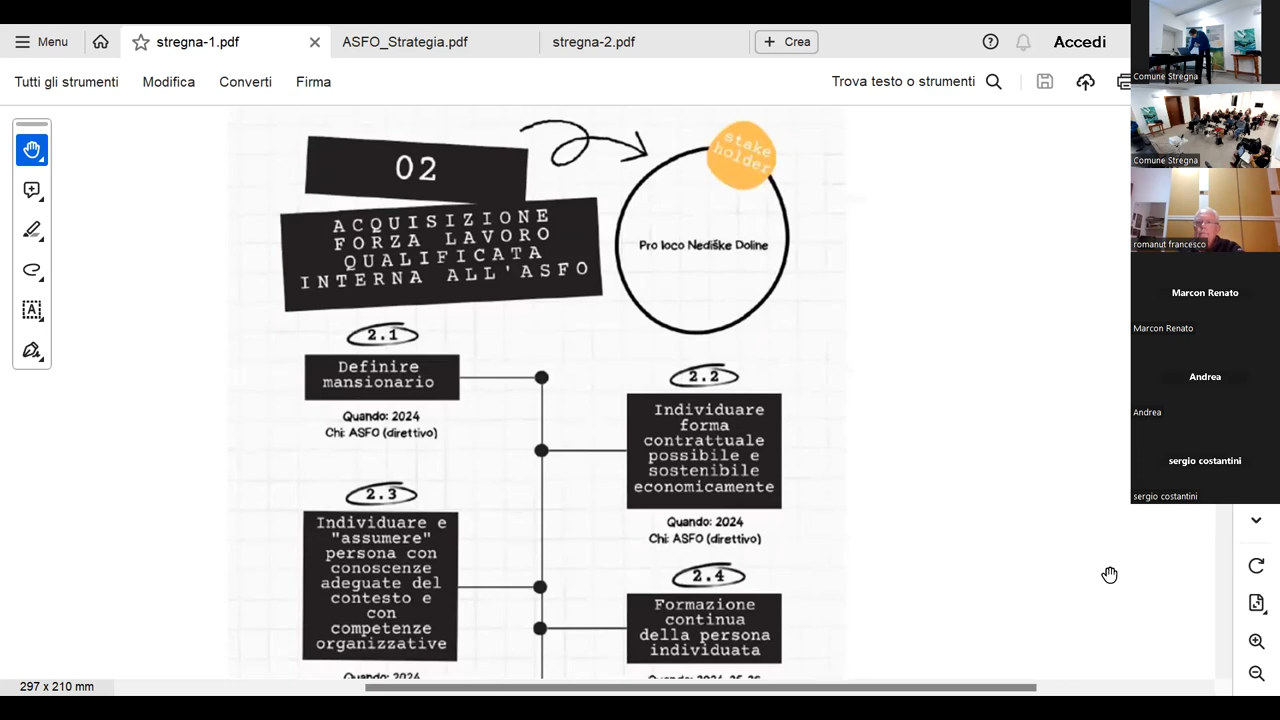 Menu
stregna-1.pdf
ASFO_Strategia.pdf
stregna-2.pdf
Crea
Accedi
Tutti gli strumenti
Modifica
Converti
Firma
Trova testo o strumenti
02
ACQUISIZIONE
FORZA LAVORO
QUALIFICATA
INTERNA ALL'ASFO
stake
holder
Pro loco Nediške Doline
2.1
Definire
mansionario
Quando: 2024
Chi: ASFO (direttivo)
2.2
Individuare
forma
contrattuale
possibile e
sostenibile
economicamente
Quando: 2024
Chi: ASFO (direttivo)
2.3
Individuare e
"assumere"
persona con
conoscenze
adeguate del
contesto e
con
competenze
organizzative
Quando: 2024
2.4
Formazione
continua
della persona
individuata
297 x 210 mm
Comune Stregna
Comune Stregna
romanut francesco
Marcon Renato
Marcon Renato
Andrea
Andrea
sergio costantini
sergio costantini